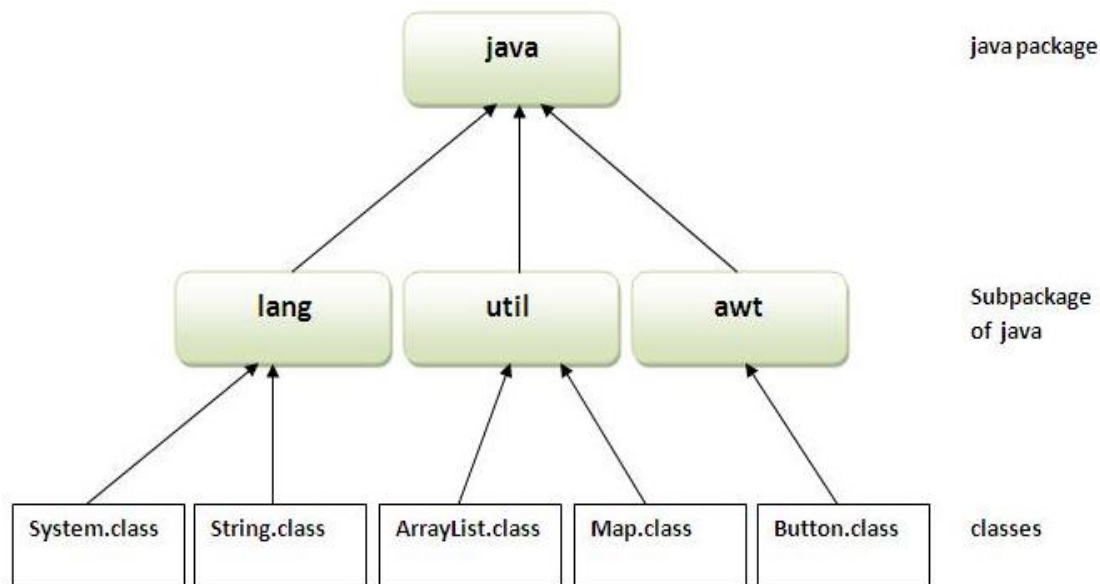 java
java package
lang
util
awt
Subpackage
of java
System.class
String.class
ArrayList.class
Map.class
Button.class
classes